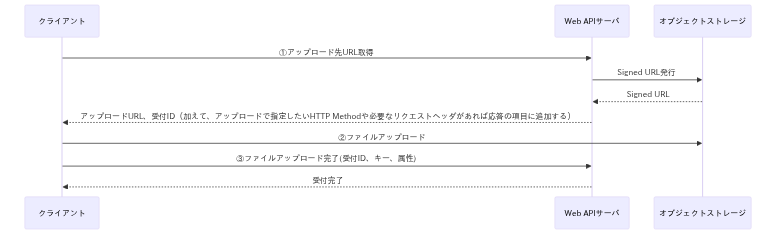 クライアント
Web APIサーバ
オブジェクトストレージ
①アップロード先URL取得
Signed URL発行
Signed URL
アップロードURL、受付ID（加えて、アップロードで指定したいHTTP Methodや必要なリクエストヘッダがあれば応答の項目に追加する）
②ファイルアップロード
③ファイルアップロード完了(受付ID、キー、属性)
受付完了
クライアント
Web APIサーバ
オブジェクトストレージ